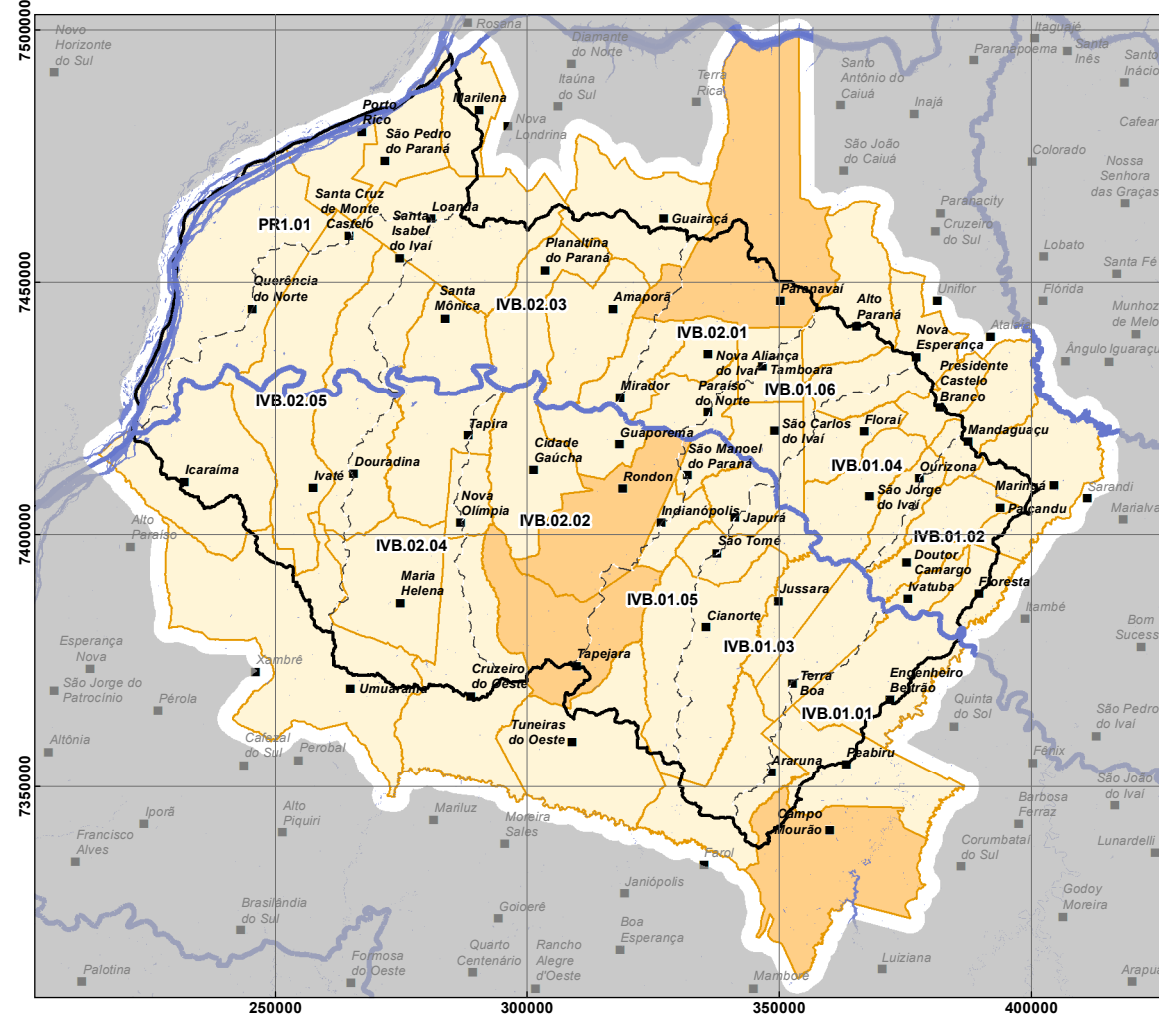 7500000
7450000
7400000
7350000
250000
300000
350000
400000
Novo
Horizonte
do Sul
Rosana
Diamante
do Norte
Itaúna
do Sul
Terra
Rica
Nova
Londrina
Marilena
Porto
Rico
São Pedro
do Paraná
Santo
Antônio do
Caiuá
Paranapoema
Itaguajé
Santa
Inés
Santo
Inácio
Inajá
Cafear
São João
do Caiuá
Colorado
Nossa
Senhora
das Graças
Paranacity
Cruzeiro
do Sul
Lobato
Santa Fé
Uniflor
Flórida
Munhoz
de Melo
Ângulo
Iguaraçu
Santa Cruz
de Monte
Castelo
Santa
Isabel
do Ivaí
Loanda
Guairaçá
PR1.01
Planaltina
do Paraná
Querência
do Norte
Santa
Mônica
IVB.02.03
Amaporã
Paranavaí
Alto
Paraná
IVB.02.01
Nova
Esperança
Nova Aliança
do Ivaí
Tamboara
Presidente
Castelo
Branco
Mirador
Paraíso
do Norte
IVB.01.06
IVB.02.05
Tapira
Cidade
Gaúcha
Guaporema
São Carlos
do Ivaí
Floraí
Mandaguaçu
São Manoel
do Paraná
IVB.01.04
Ourizona
Icaraíma
Ivaté
Douradina
Rondon
São Jorge
do Ivaí
Maringá
Sarandi
Paiçandu
Marialva
Nova
Olímpia
IVB.02.02
Indianópolis
Japurá
Alto
Paraíso
IVB.02.04
São Tomé
IVB.01.02
Doutor
Camargo
Ivatuba
Floresta
Maria
Helena
IVB.01.05
Jussara
Itambé
Cianorte
IVB.01.03
Bom
Sucess
Esperança
Nova
São Jorge do
Patrocínio
Xambrê
Pérola
Umuarama
Cruzeiro
do Oeste
Tapejara
Terra
Boa
Engenheiro
Beltrão
IVB.01.01
Quinta
do Sol
São Pedro
do Ivaí
Altônia
Cafezal
do Sul
Perobal
Tuneiras
do Oeste
Araruna
Peabiru
Fênix
São João
do Ivaí
Iporã
Alto
Piquiri
Mariluz
Moreira
Sales
Campo
Mourão
Barbosa
Ferraz
Francisco
Alves
Farol
Corumbataí
do Sul
Lunardelli
Janiópolis
Godoy
Moreira
Brasilândia
do Sul
Goioerê
Boa
Esperança
Palotina
Formosa
do Oeste
Quarto
Centenário
Rancho
Alegre
d'Oeste
Luiziana